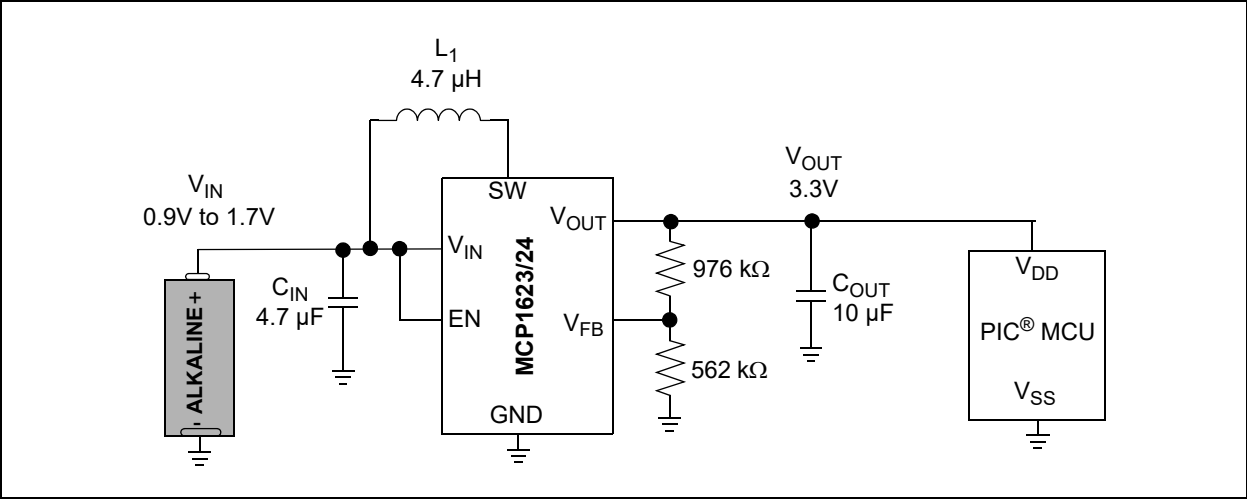 L1
4.7 µH
VIN
0.9V to 1.7V
VOUT
3.3V
SW
VOUT
VIN
MCP1623/24
976 kΩ
VDD
CIN
4.7 µF
COUT
10 µF
- ALKALINE +
EN
VFB
PIC® MCU
562 kΩ
VSS
GND